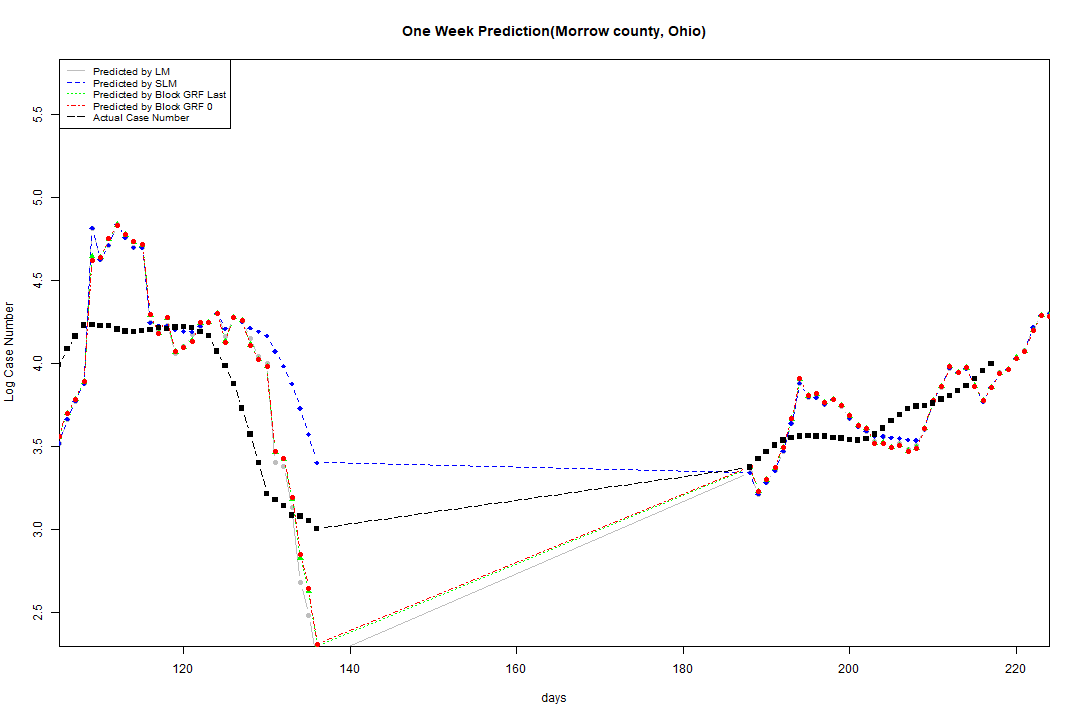 One Week Prediction(Morrow county, Ohio)
Predicted by LM
Predicted by SLM
Predicted by Block GRF Last
Predicted by Block GRF 0
Actual Case Number
Log Case Number
5.5
5.0
4.5
4.0
3.5
3.0
2.5
120 140 160 180 200 220
days